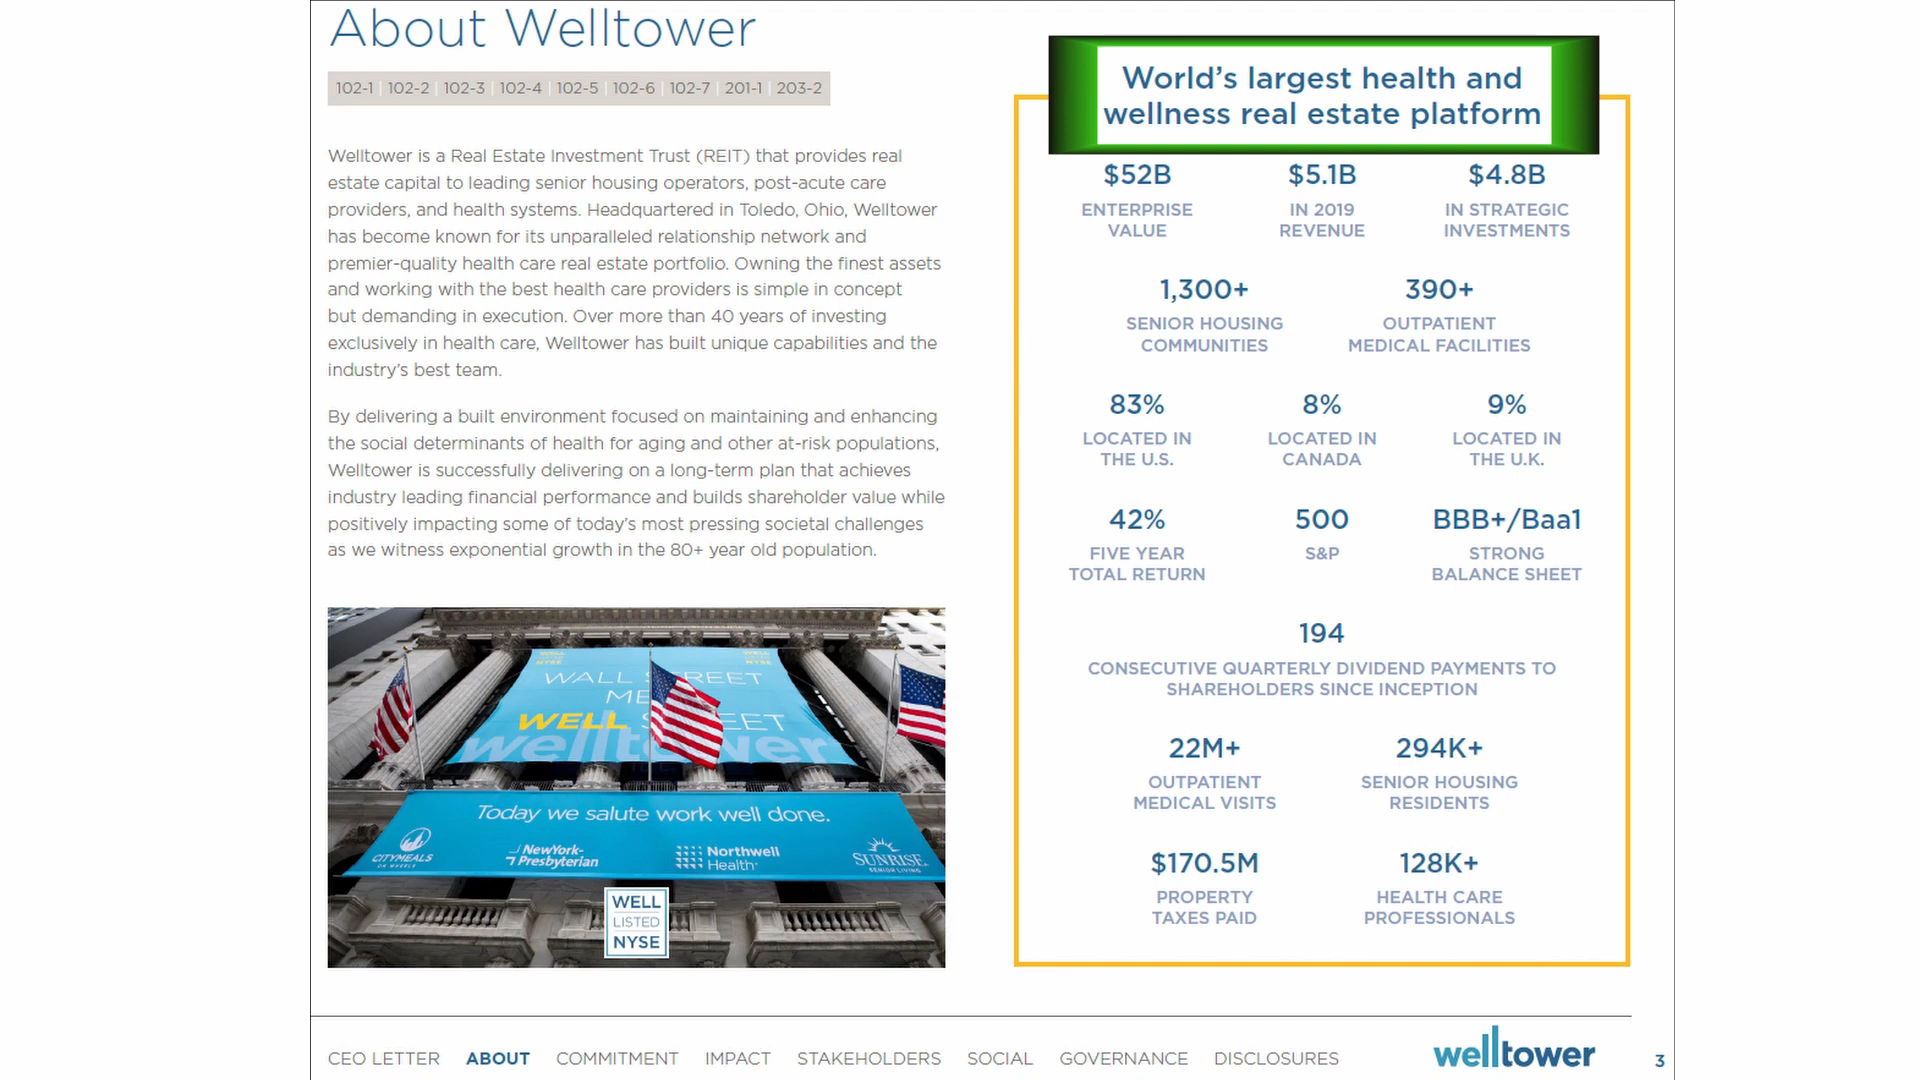 About Welltower
102-1 | 102-2 | 102-3 | 102-4 | 102-5 | 102-6 | 102-7 | 201-1 | 203-2
Welltower is a Real Estate Investment Trust (REIT) that provides real
estate capital to leading senior housing operators, post-acute care
providers, and health systems. Headquartered in Toledo, Ohio, Welltower
has become known for its unparalleled relationship network and
premier-quality health care real estate portfolio. Owning the finest assets
and working with the best health care providers is simple in concept
but demanding in execution. Over more than 40 years of investing
exclusively in health care, Welltower has built unique capabilities and the
industry's best team.
By delivering a built environment focused on maintaining and enhancing
the social determinants of health for aging and other at-risk populations,
Welltower is successfully delivering on a long-term plan that achieves
industry leading financial performance and builds shareholder value while
positively impacting some of today's most pressing societal challenges
as we witness exponential growth in the 80+ year old population.
WELL WELL
NYSE NYSE
WALL
WELL
welltower
Today we salute work well done.
CITYMEALS
ON WHEELS
NewYork-
Presbyterian
Northwell
Health
SUNRISE
SENIOR LIVING
WELL
LISTED
NYSE
World's largest health and
wellness real estate platform
$52B $5.1B $4.8B
ENTERPRISE IN 2019 IN STRATEGIC
VALUE REVENUE INVESTMENTS
1,300+ 390+
SENIOR HOUSING OUTPATIENT
COMMUNITIES MEDICAL FACILITIES
83% 8% 9%
LOCATED IN LOCATED IN LOCATED IN
THE U.S. CANADA THE U.K.
42% 500 BBB+/Baa1
FIVE YEAR S&P STRONG
TOTAL RETURN BALANCE SHEET
194
CONSECUTIVE QUARTERLY DIVIDEND PAYMENTS TO
SHAREHOLDERS SINCE INCEPTION
22M+ 294K+
OUTPATIENT SENIOR HOUSING
MEDICAL VISITS RESIDENTS
$170.5M 128K+
PROPERTY HEALTH CARE
TAXES PAID PROFESSIONALS
CEO LETTER ABOUT COMMITMENT IMPACT STAKEHOLDERS SOCIAL GOVERNANCE DISCLOSURES
welltower 3